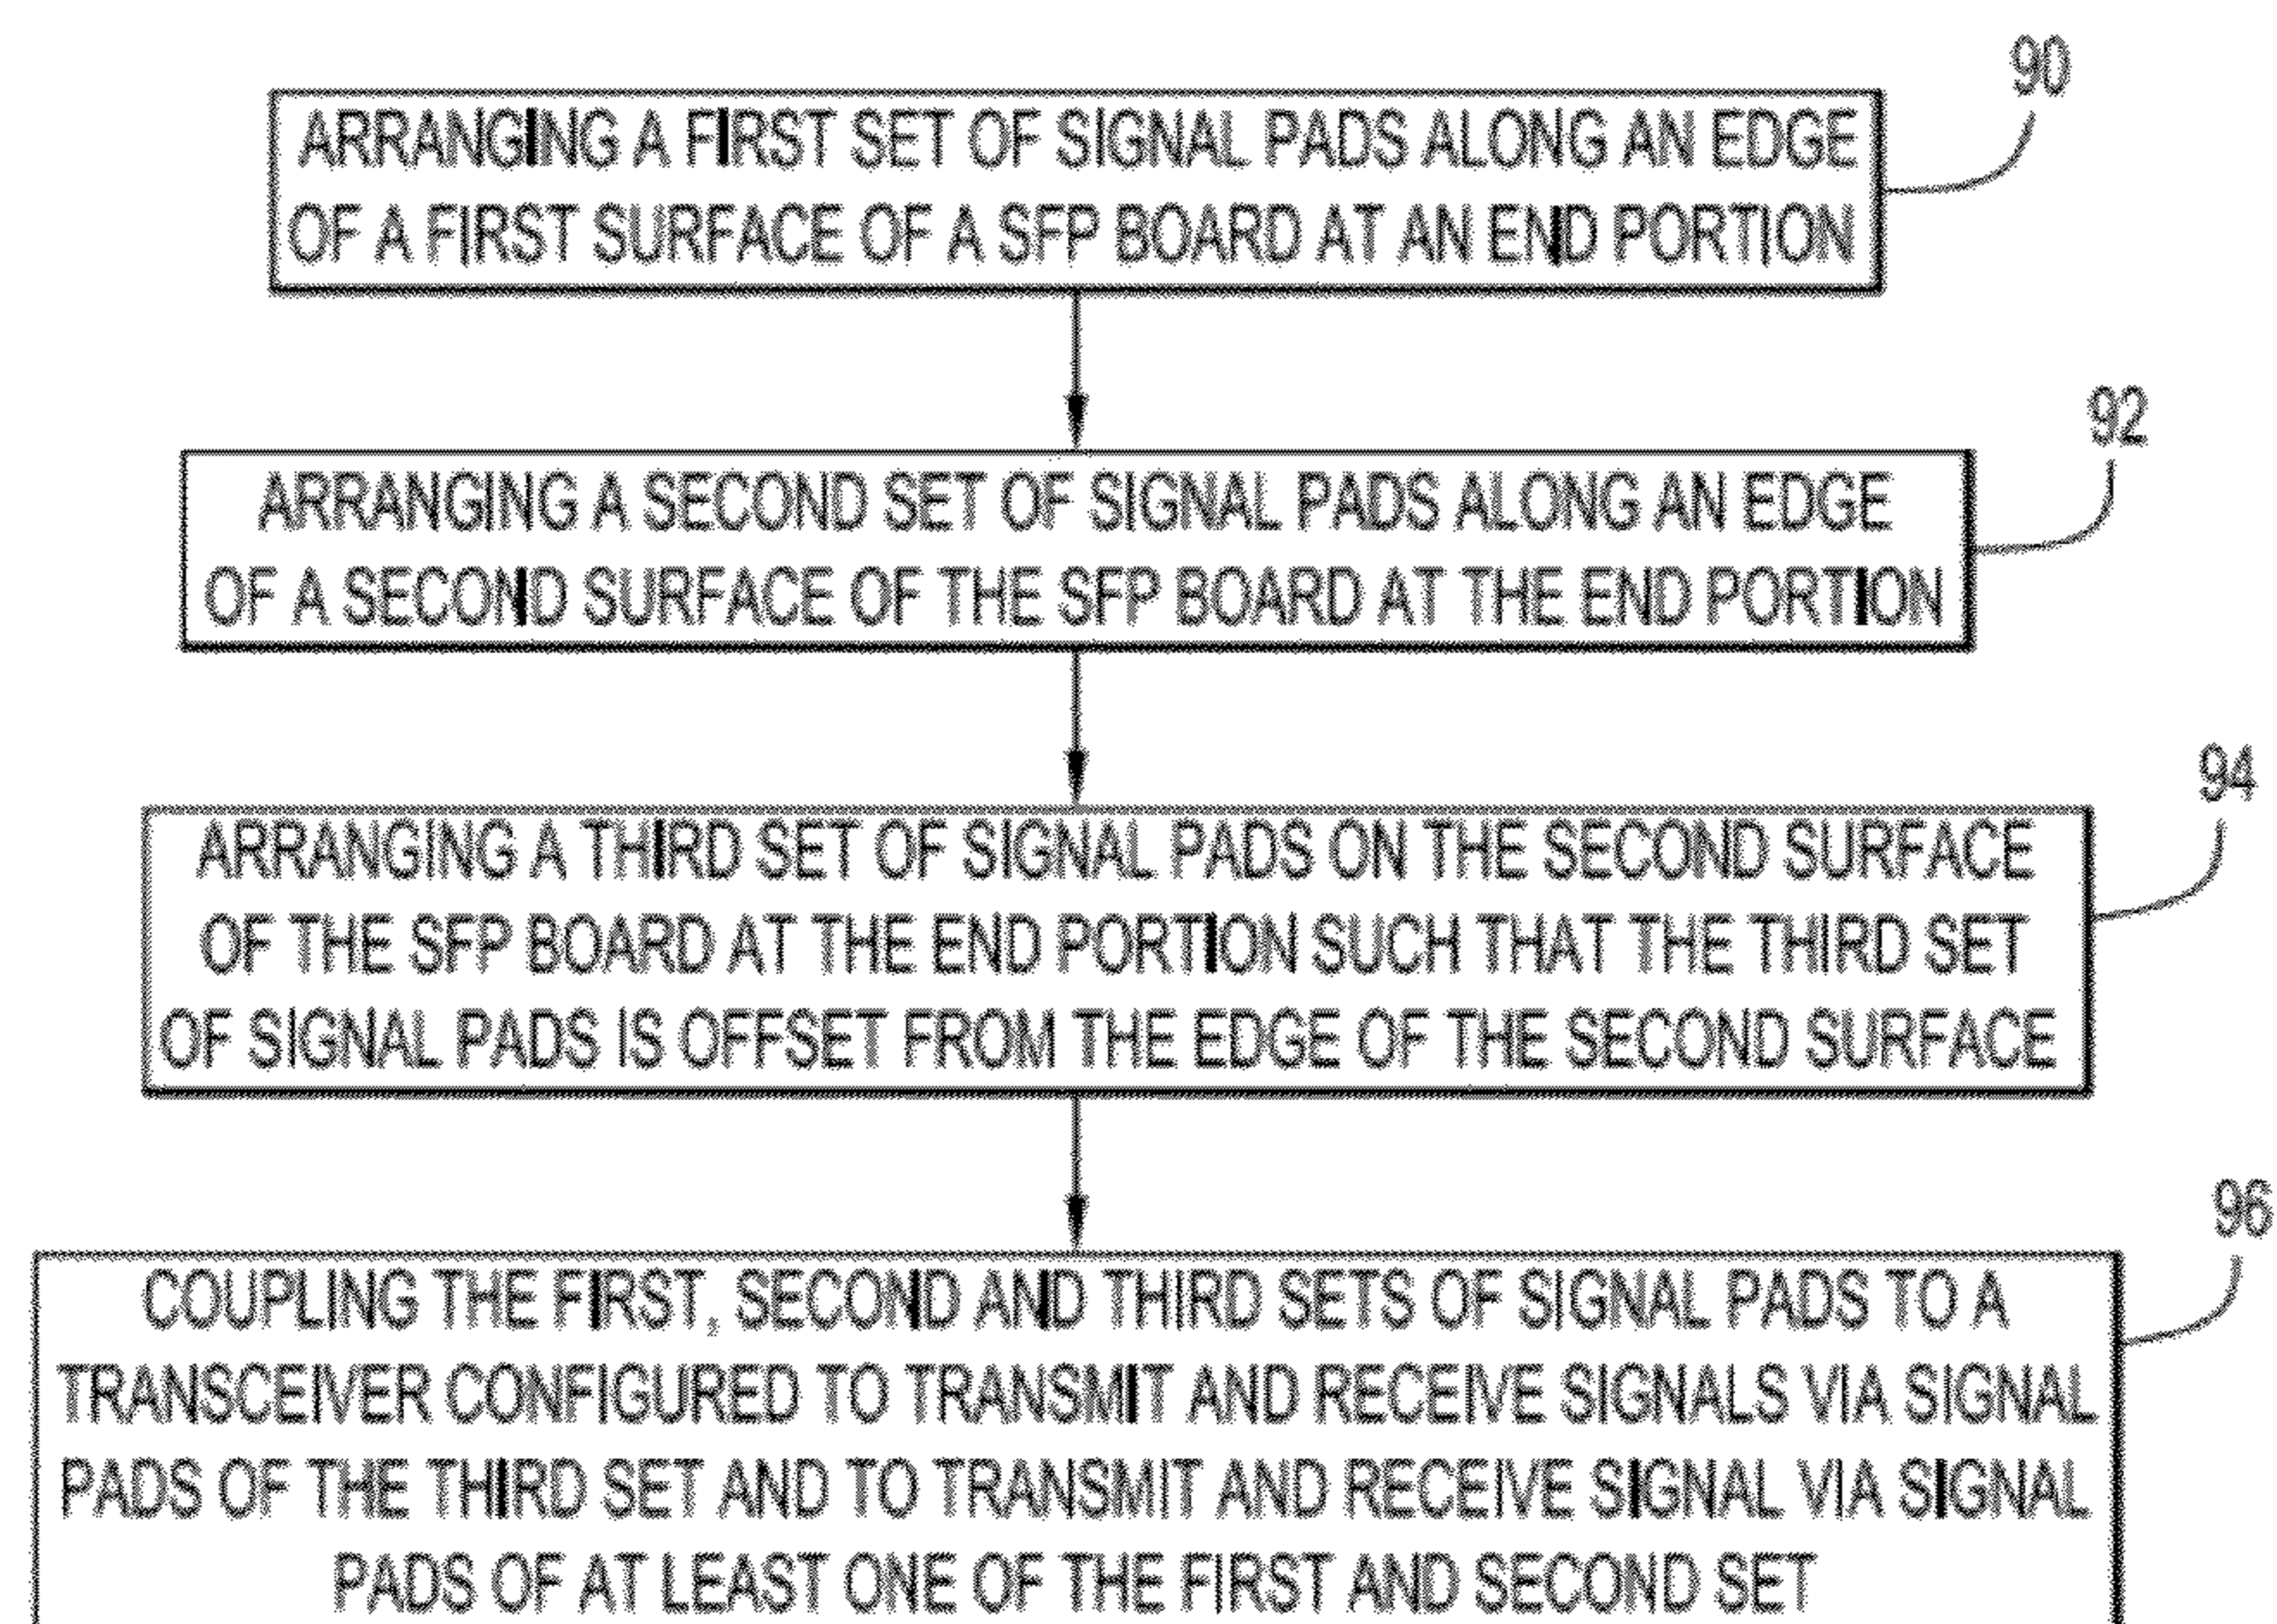 90
ARRANGING A FIRST SET OF SIGNAL PADS ALONG AN EDGE
OF A FIRST SURFACE OF A SFP BOARD AT AN END PORTION
92
ARRANGING A SECOND SET OF SIGNAL PADS ALONG AN EDGE
OF A SECOND SURFACE OF THE SFP BOARD AT THE END PORTION
94
ARRANGING A THIRD SET OF SIGNAL PADS ON THE SECOND SURFACE
OF THE SFP BOARD AT THE END PORTION SUCH THAT THE THIRD SET
OF SIGNAL PADS IS OFFSET FROM THE EDGE OF THE SECOND SURFACE
96
COUPLING THE FIRST, SECOND AND THIRD SETS OF SIGNAL PADS TO A
TRANSCEIVER CONFIGURED TO TRANSMIT AND RECEIVE SIGNALS VIA SIGNAL
PADS OF THE THIRD SET AND TO TRANSMIT AND RECEIVE SIGNAL VIA SIGNAL
PADS OF AT LEAST ONE OF THE FIRST AND SECOND SET